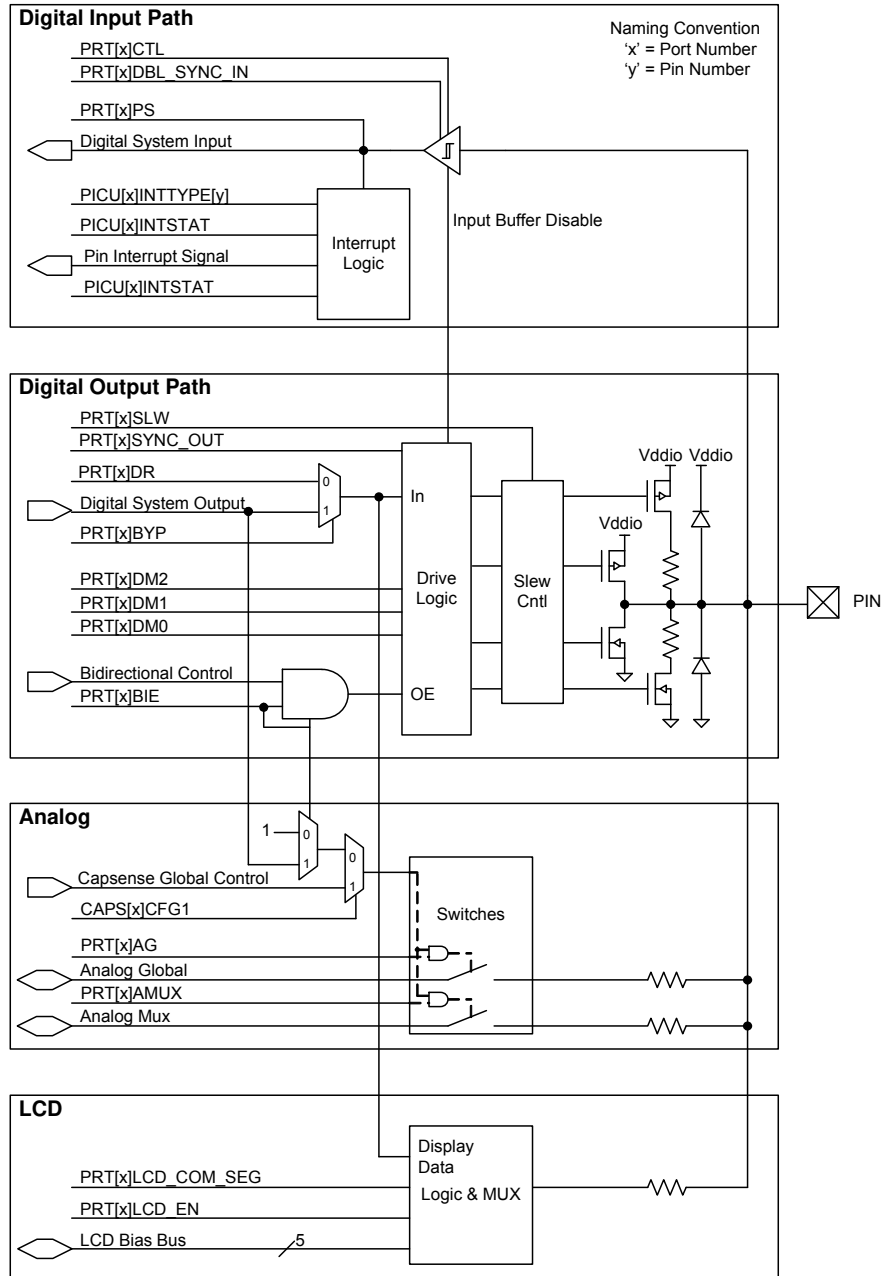 Digital Input Path
Naming Convention
'x' = Port Number
'y' = Pin Number
PRT[x]CTL
PRT[x]DBL_SYNC_IN
PRT[x]PS
Digital System Input
PICU[x]INTTYPE[y]
PICU[x]INTSTAT
Pin Interrupt Signal
PICU[x]INTSTAT
Interrupt
Logic
Input Buffer Disable
Digital Output Path
PRT[x]SLW
PRT[x]SYNC_OUT
PRT[x]DR
Digital System Output
PRT[x]BYP
0
1
In
PRT[x]DM2
PRT[x]DM1
PRT[x]DM0
Drive
Logic
Slew
Cntl
Vddio Vddio
Vddio
PIN
Bidirectional Control
PRT[x]BIE
OE
Analog
1
0
1
0
1
Capsense Global Control
CAPS[x]CFG1
Switches
PRT[x]AG
Analog Global
PRT[x]AMUX
Analog Mux
LCD
Display
Data
Logic & MUX
PRT[x]LCD_COM_SEG
PRT[x]LCD_EN
LCD Bias Bus
5